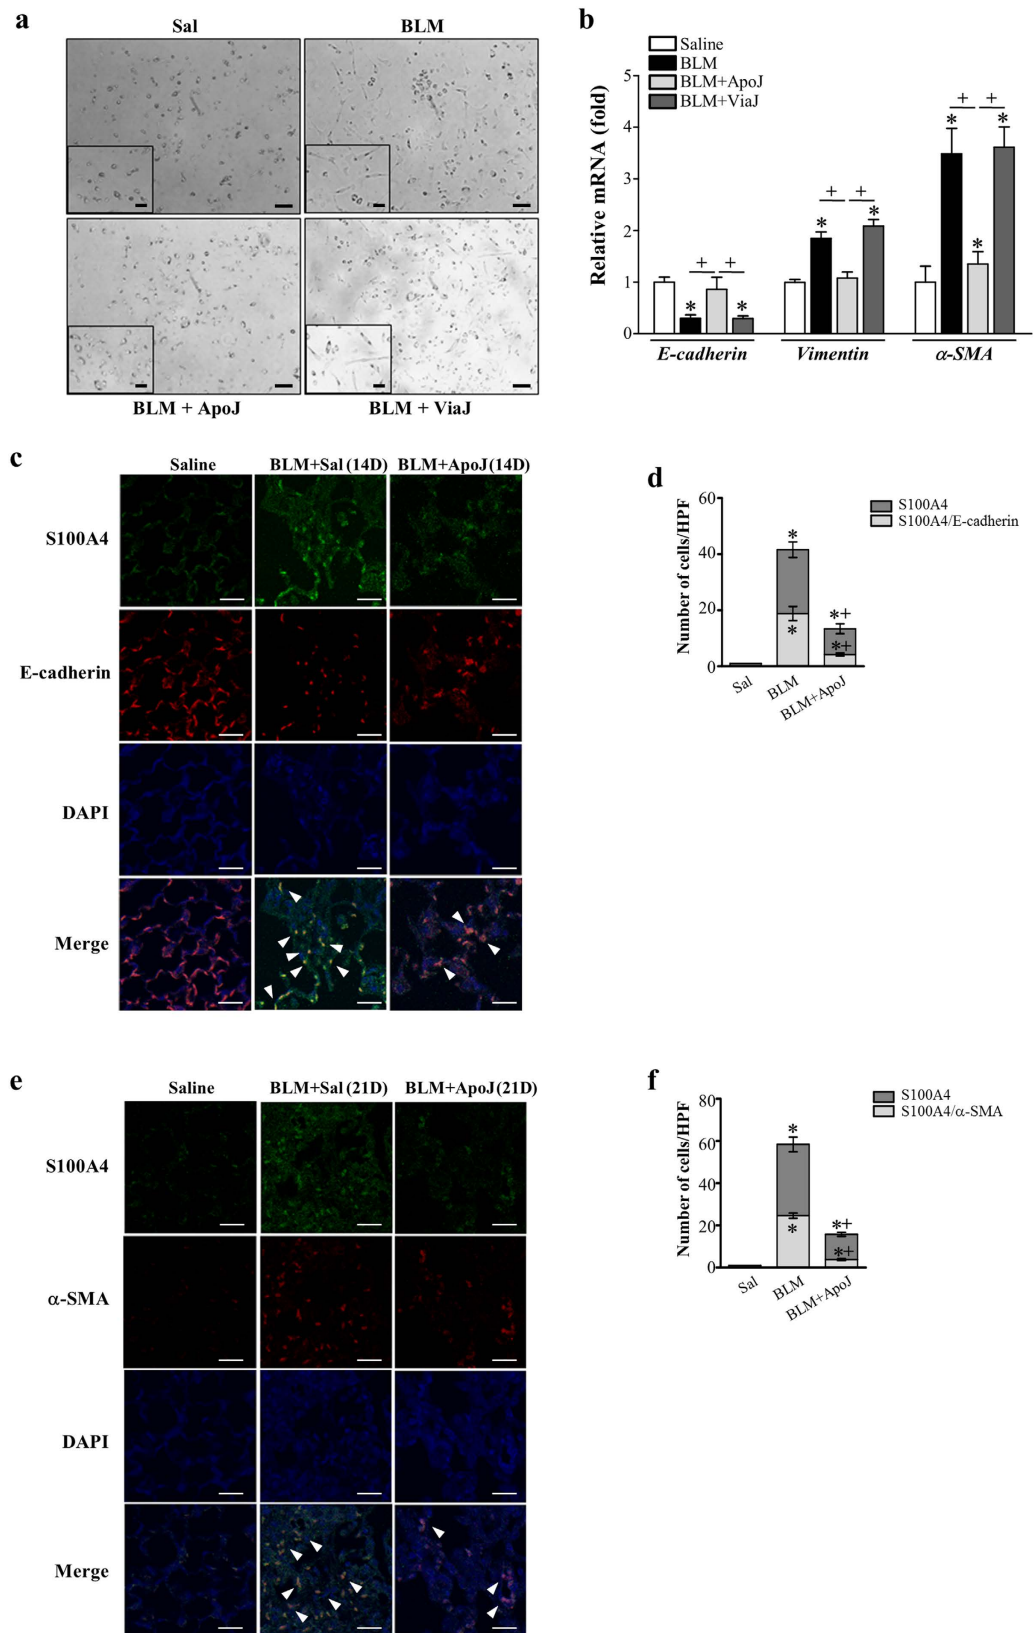 a
Sal
BLM
BLM + ApoJ
BLM + ViaJ
b
Saline
BLM
BLM+ApoJ
BLM+ViaJ
Relative mRNA (fold)
5
4
3
2
1
0
+ +
+ +
+ +
* *
* *
* * *
E-cadherin
Vimentin
α-SMA
c
Saline
BLM+Sal (14D)
BLM+ApoJ(14D)
S100A4
E-cadherin
DAPI
Merge
d
S100A4
S100A4/E-cadherin
Number of cells/HPF
60
40
20
0
*
*
*+
*+
Sal
BLM
BLM+ApoJ
e
Saline
BLM+Sal (21D)
BLM+ApoJ (21D)
S100A4
α-SMA
DAPI
Merge
f
S100A4
S100A4/α-SMA
Number of cells/HPF
80
60
40
20
0
*
*
*+
*+
Sal
BLM
BLM+ApoJ